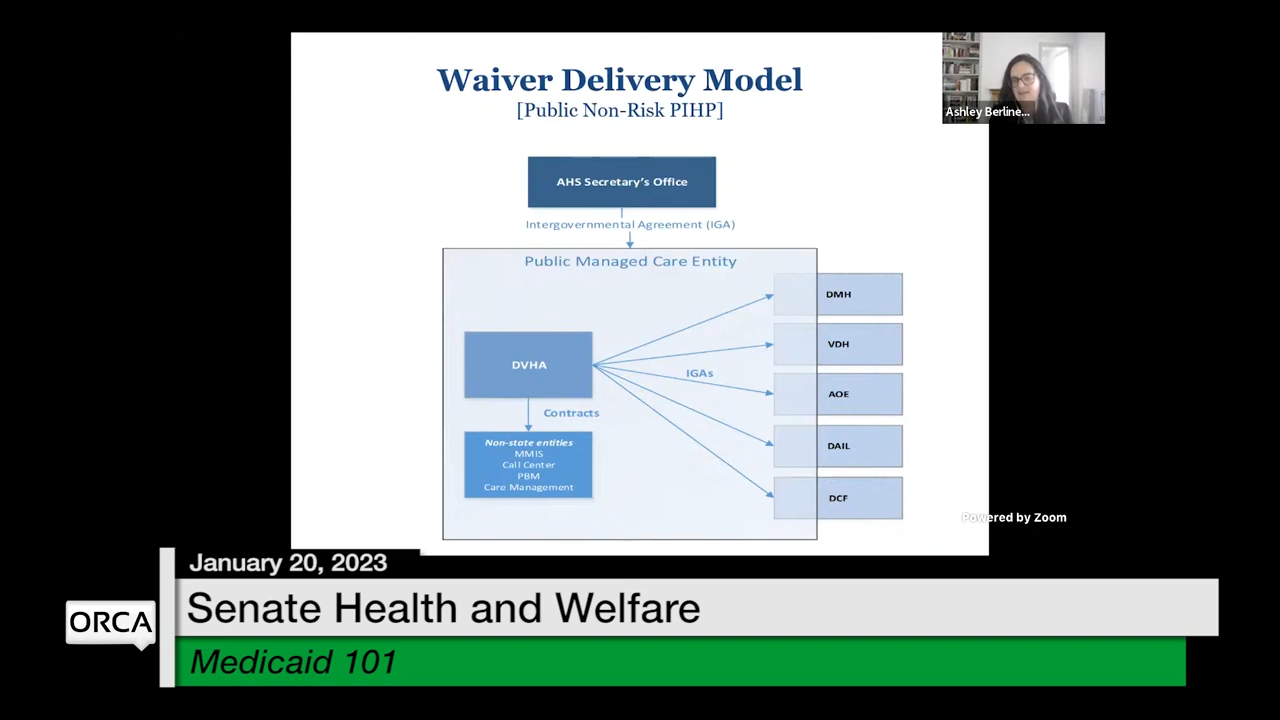 Waiver Delivery Model
[Public Non-Risk PIHP]
Ashley Berline...
AHS Secretary's Office
Intergovernmental Agreement (IGA)
Public Managed Care Entity
DMH
VDH
DVHA
IGAs
AOE
Contracts
Non-state entities
MMIS
Call Center
PBM
Care Management
DAIL
DCF
Powered by Zoom
January 20, 2023
Senate Health and Welfare
ORCA
Medicaid 101